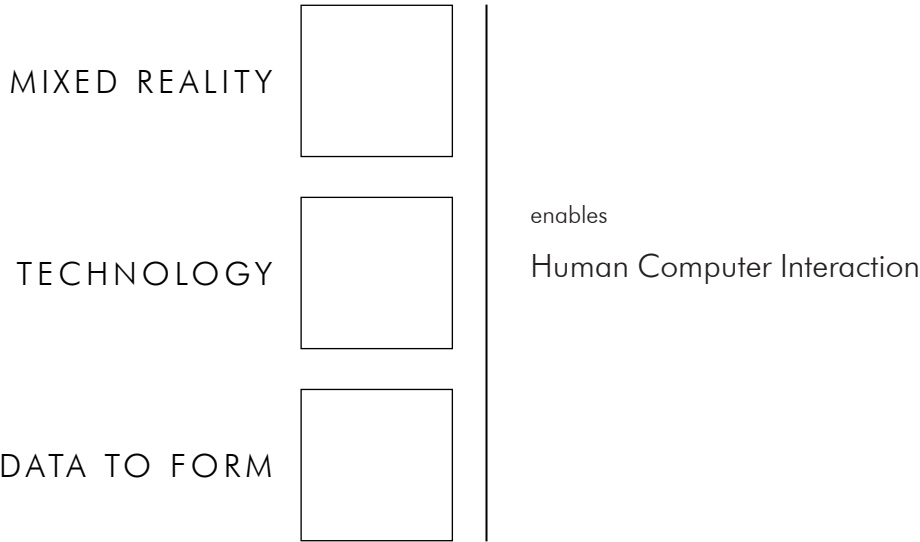 MIXED REALITY
enables
Human Computer Interaction
TECHNOLOGY
DATA TO FORM